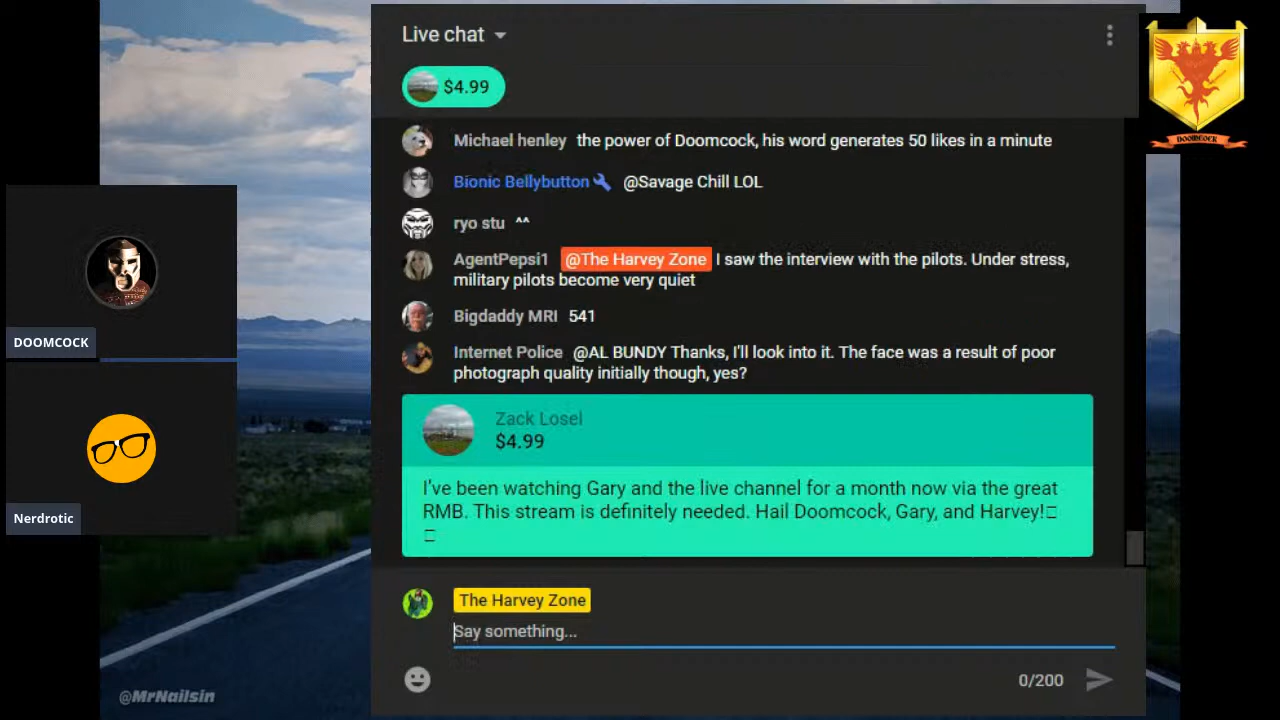 Live chat
$4.99
DOOMCOCK
Michael henley the power of Doomcock, his word generates 50 likes in a minute
Bionic Bellybutton @Savage Chill LOL
ryo stu ^^
AgentPepsi1 @The Harvey Zone I saw the interview with the pilots. Under stress,
military pilots become very quiet
Bigdaddy MRI 541
Internet Police @AL BUNDY Thanks, I'll look into it. The face was a result of poor
photograph quality initially though, yes?
DOOMCOCK
Nerdrotic
Zack Losel
$4.99
I've been watching Gary and the live channel for a month now via the great
RMB. This stream is definitely needed. Hail Doomcock, Gary, and Harvey!
The Harvey Zone
Say something...
0/200
@MrNailsin